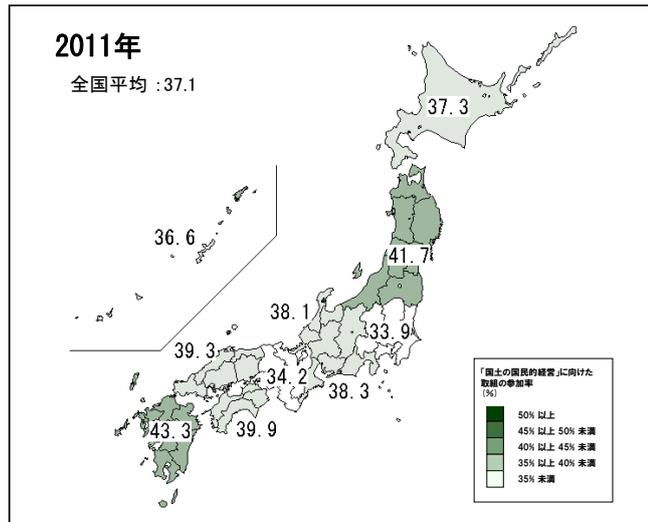 2011年
全国平均 :37.1
37.3
36.6
41.7
38.1
33.9
39.3
34.2
38.3
43.3
39.9
「国土の国民的経営」に向けた
取組の参加率
(%)
50% 以上
45% 以上 50% 未満
40% 以上 45% 未満
35% 以上 40% 未満
35% 未満